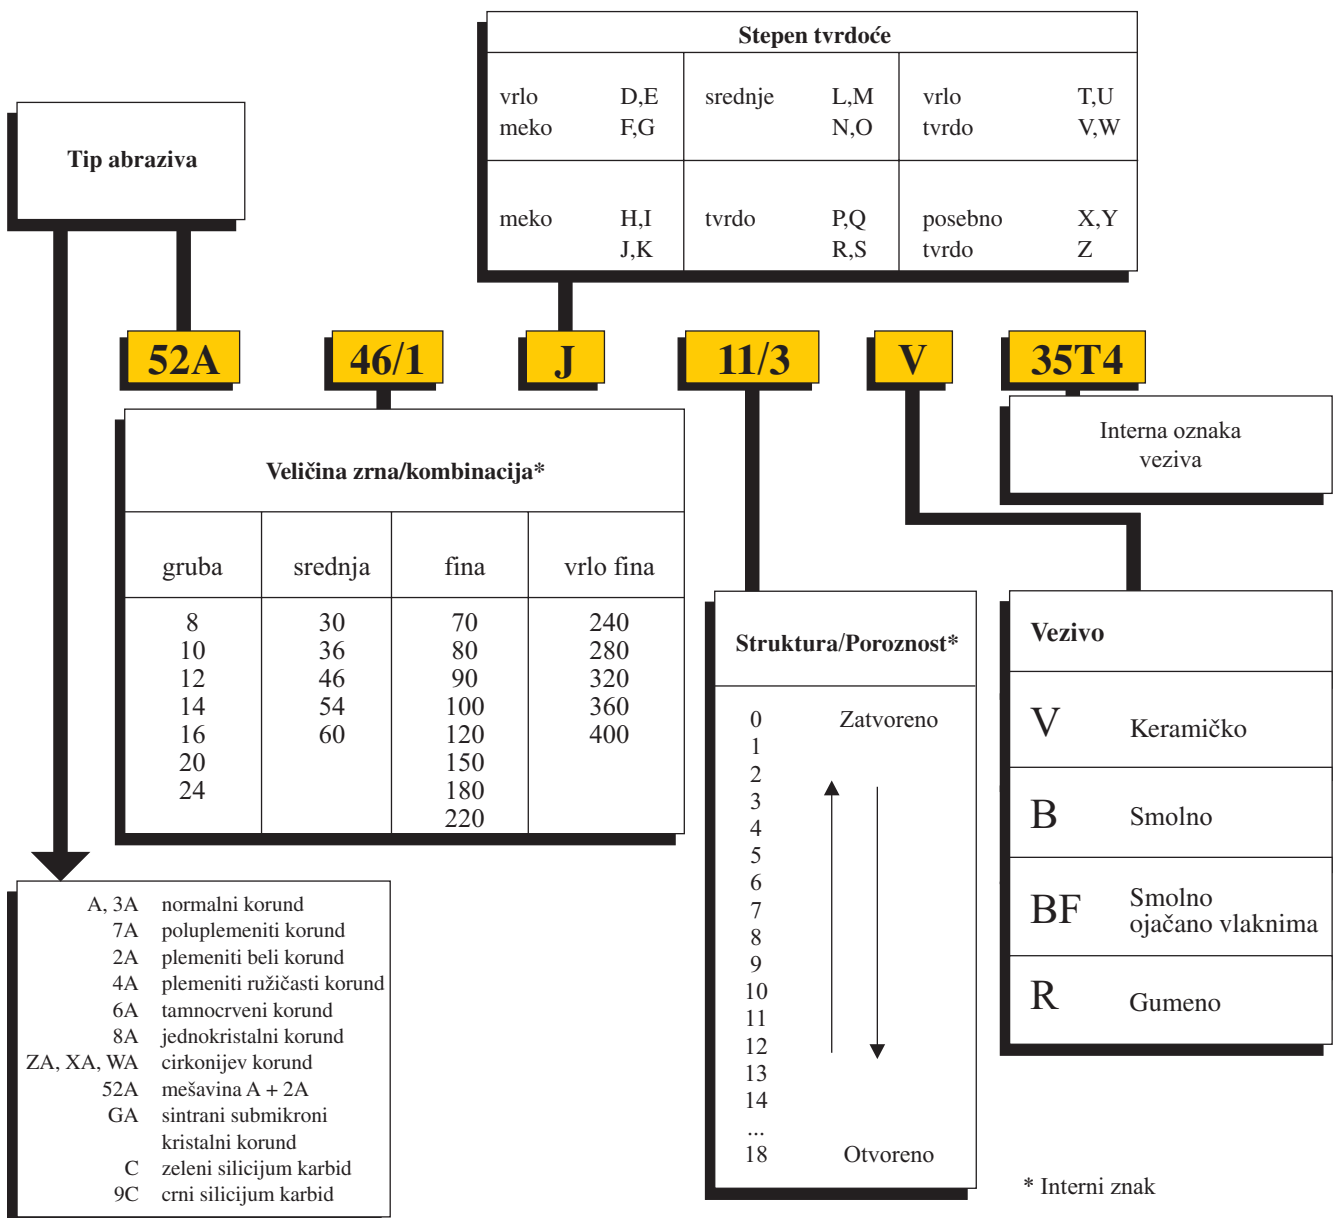 Stepen tvrdoće
vrlo D,E srednje L,M vrlo T,U
meko F,G N,O tvrdo V,W
meko H,I tvrdo P,Q posebno X,Y
J,K R,S tvrdo Z
Tip abraziva
52A 46/1 J 11/3 V 35T4
Interna oznaka
veziva
Veličina zrna/kombinacija*
gruba srednja fina vrlo fina
8 30 70 240
10 36 80 280
12 46 90 320
14 54 100 360
16 60 120 400
20 150
24 180
220
Struktura/Poroznost*
0 Zatvoreno
1
2
3
4
5
6
7
8
9
10
11
12
13
14
...
18 Otvoreno
Vezivo
V Keramičko
B Smolno
BF Smolno
ojačano vlaknima
R Gumeno
A, 3A normalni korund
7A poluplemeniti korund
2A plemeniti beli korund
4A plemeniti ružičasti korund
6A tamnocrveni korund
8A jednokristalni korund
ZA, XA, WA cirkonijev korund
52A mešavina A + 2A
GA sintrani submikroni
kristalni korund
C zeleni silicijum karbid
9C crni silicijum karbid
* Interni znak